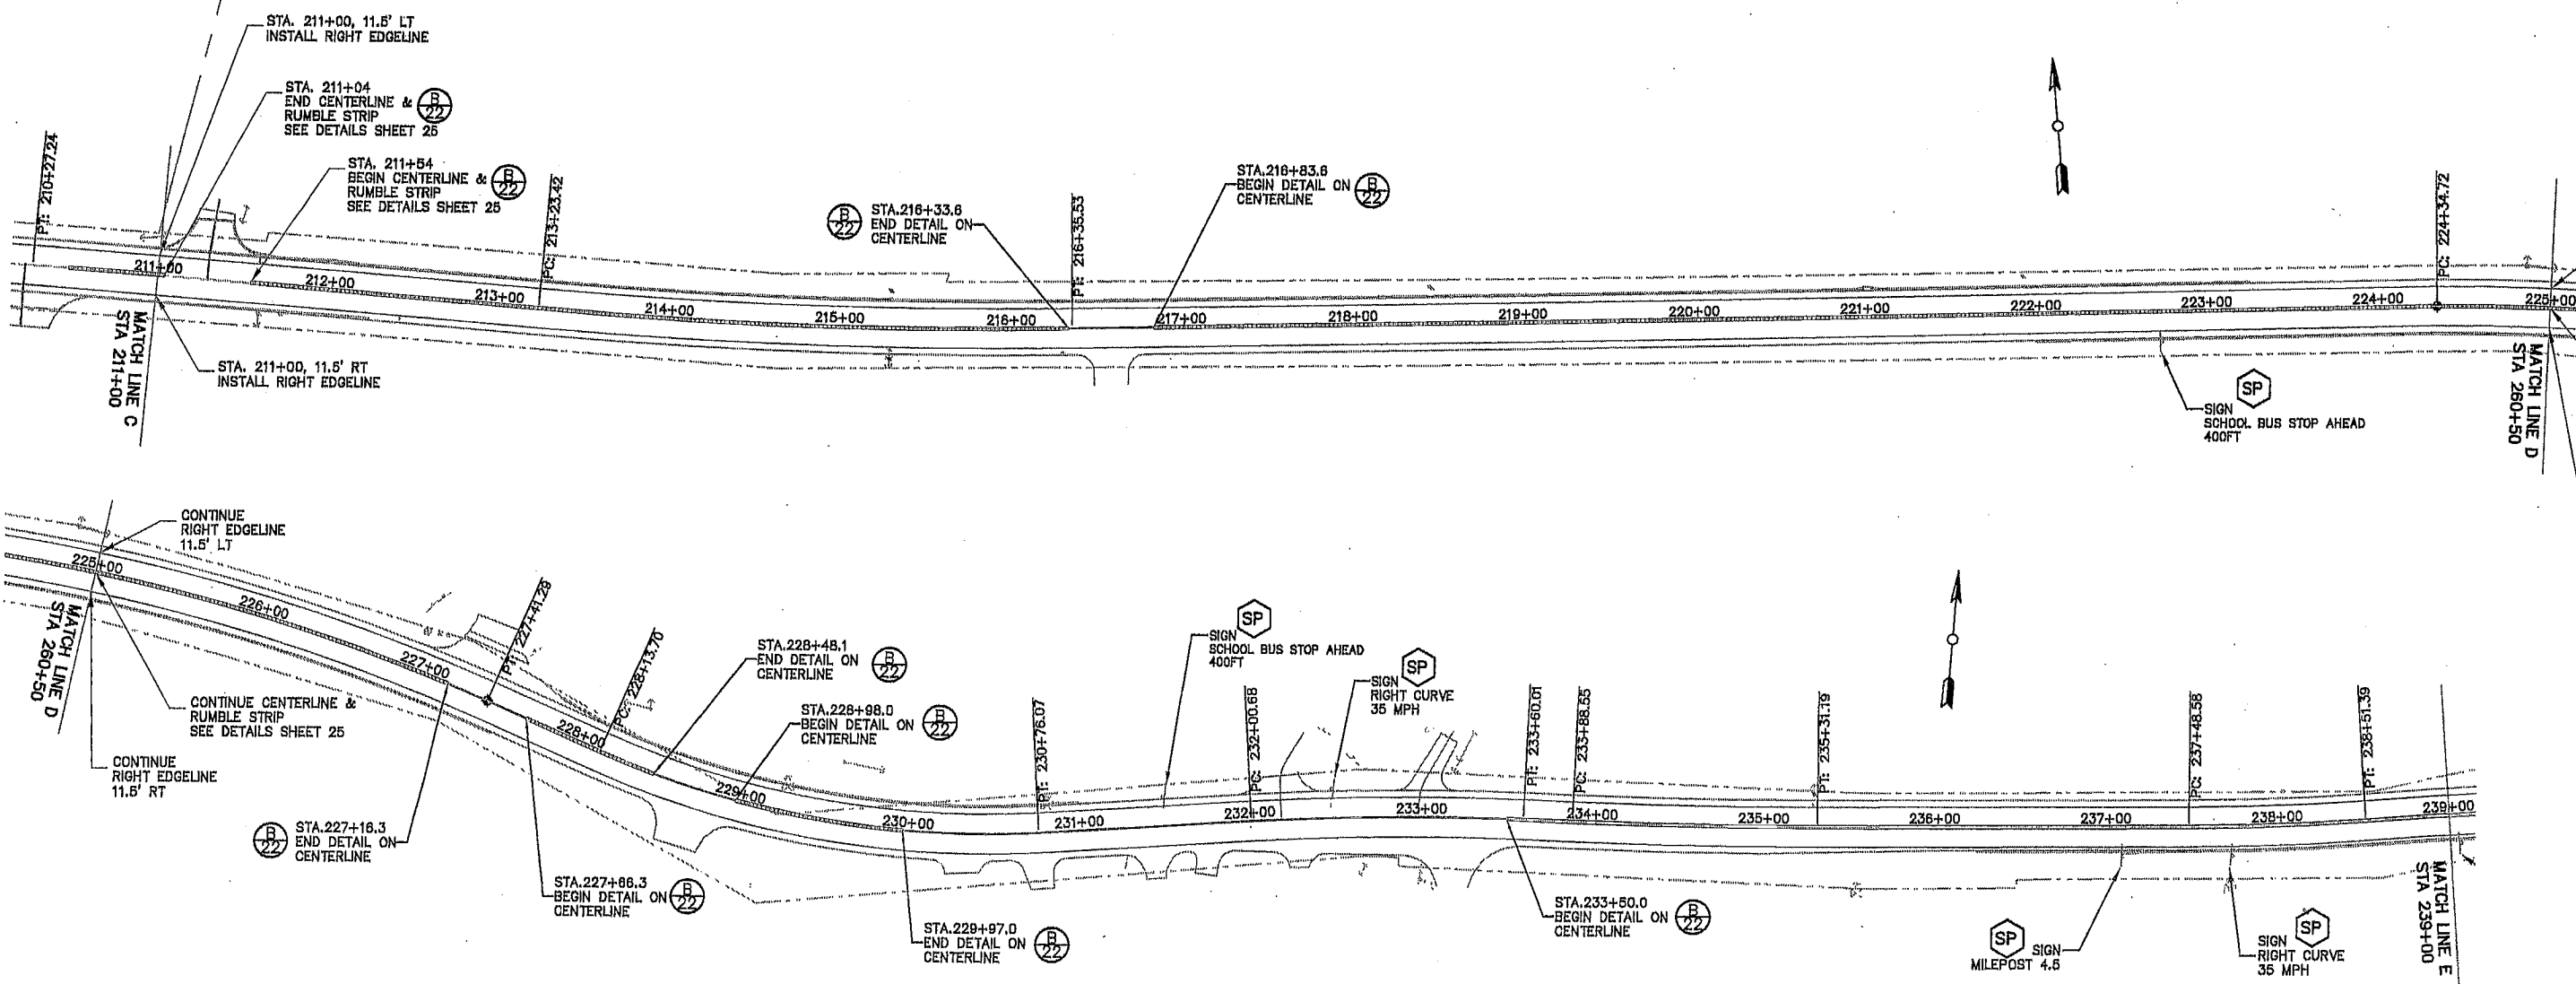 STA. 211+00, 11.5' LT
INSTALL RIGHT EDGELINE
STA. 211+04
END CENTERLINE &
RUMBLE STRIP
SEE DETAILS SHEET 25
B
22
STA. 211+54
BEGIN CENTERLINE &
RUMBLE STRIP
SEE DETAILS SHEET 25
B
22
PT: 210+27.24
PC: 213+23.42
B
22
STA.216+33.6
END DETAIL ON
CENTERLINE
PT: 216+35.53
STA.216+83.6
BEGIN DETAIL ON
CENTERLINE
B
22
PC: 224+34.72
211+00
212+00
213+00
214+00
215+00
216+00
217+00
218+00
219+00
220+00
221+00
222+00
223+00
224+00
225+00
MATCH LINE C
STA 211+00
STA. 211+00, 11.5' RT
INSTALL RIGHT EDGELINE
SP
SIGN
SCHOOL BUS STOP AHEAD
400FT
MATCH LINE D
STA 260+50
CONTINUE
RIGHT EDGELINE
11.5' LT
225+00
226+00
227+00
228+00
229+00
230+00
231+00
232+00
233+00
234+00
235+00
236+00
237+00
238+00
239+00
MATCH LINE D
STA 260+50
CONTINUE CENTERLINE &
RUMBLE STRIP
SEE DETAILS SHEET 25
CONTINUE
RIGHT EDGELINE
11.5' RT
PT: 227+41.29
PC: 228+13.70
STA.228+48.1
END DETAIL ON
CENTERLINE
B
22
STA.228+98.0
BEGIN DETAIL ON
CENTERLINE
B
22
B
22
STA.227+16.3
END DETAIL ON
CENTERLINE
STA.227+66.3
BEGIN DETAIL ON
CENTERLINE
B
22
STA.229+97.0
END DETAIL ON
CENTERLINE
B
22
PT: 230+76.07
SP
SIGN
SCHOOL BUS STOP AHEAD
400FT
PC: 232+00.68
SP
SIGN
RIGHT CURVE
35 MPH
PT: 233+60.01
PC: 233+88.55
PT: 235+31.19
PC: 237+48.58
PT: 238+51.39
STA.233+50.0
BEGIN DETAIL ON
CENTERLINE
B
22
SP
SIGN
MILEPOST 4.5
SP
SIGN
RIGHT CURVE
35 MPH
MATCH LINE E
STA 239+00